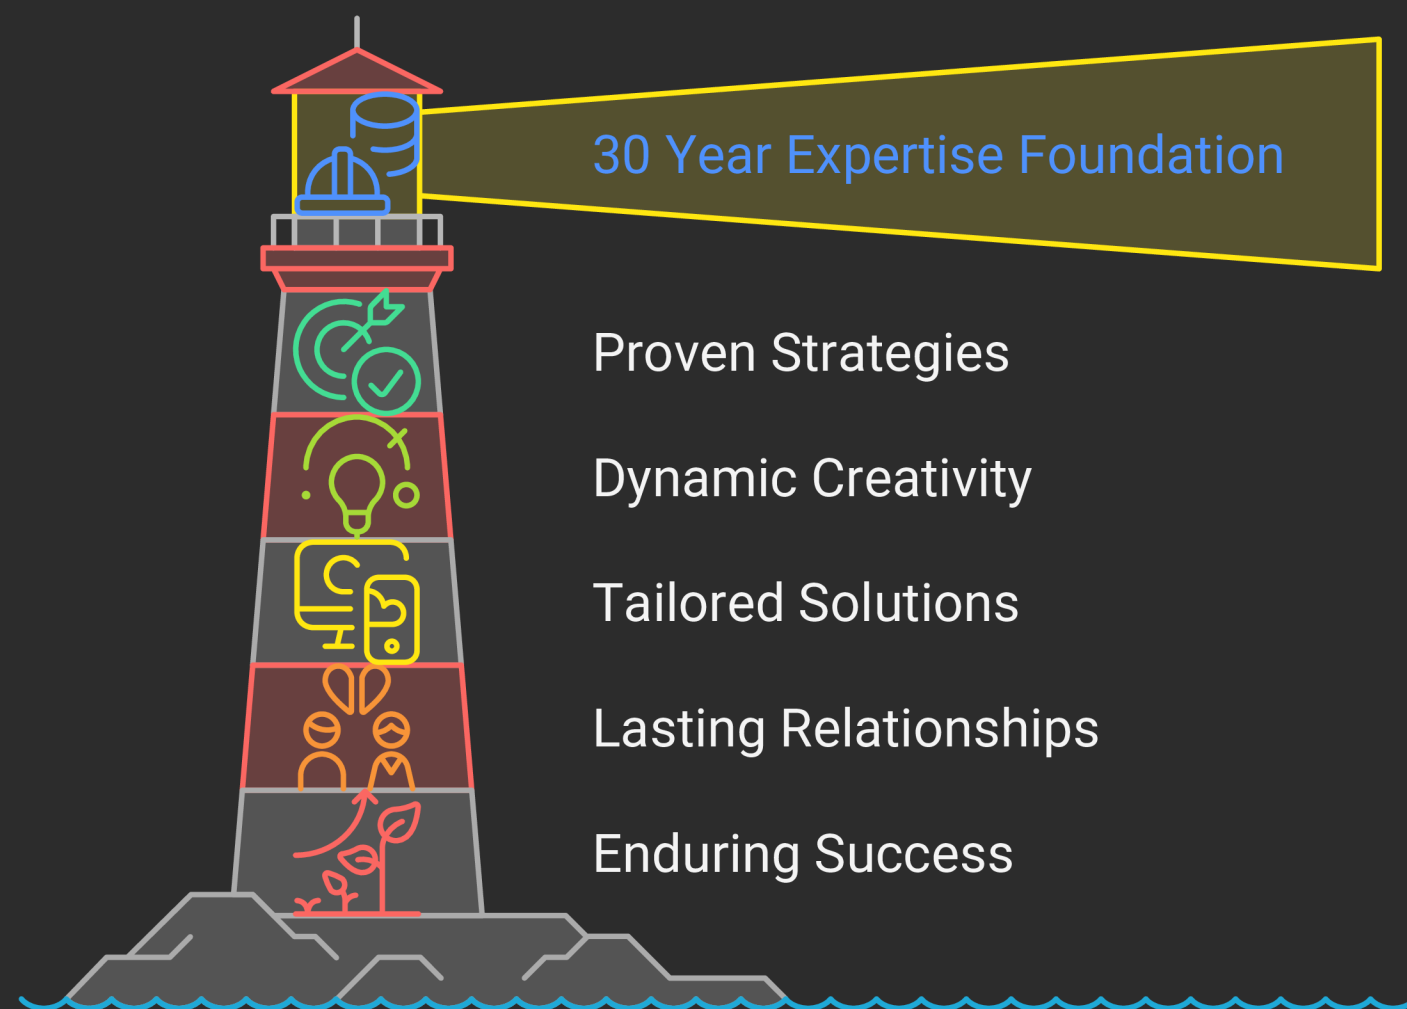 30 Year Expertise Foundation
Proven Strategies
Dynamic Creativity
Tailored Solutions
Lasting Relationships
Enduring Success